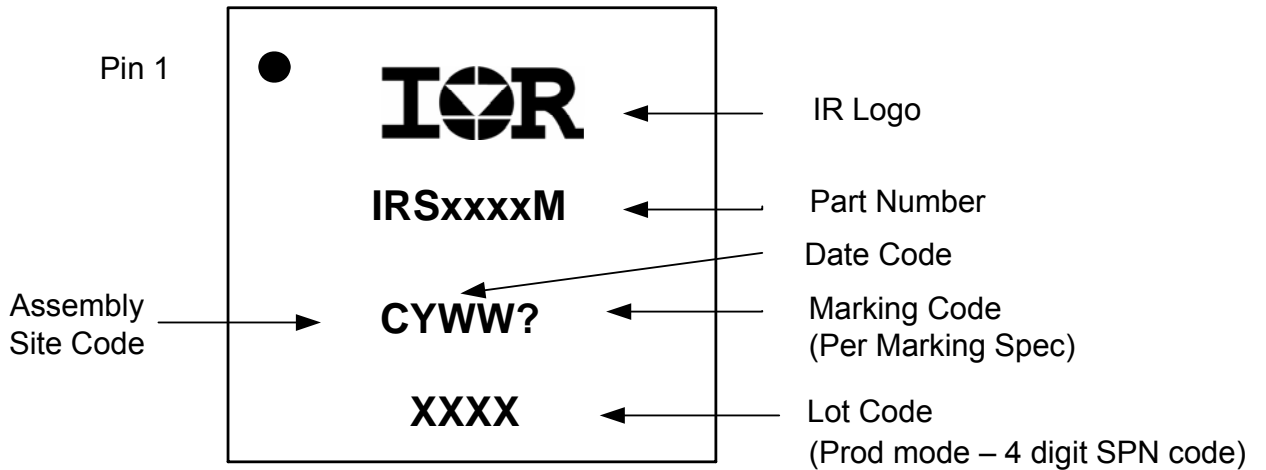 Pin 1
IOR
IR Logo
IRSxxxxM
Part Number
Date Code
Assembly
Site Code
CYWW?
Marking Code
(Per Marking Spec)
XXXX
Lot Code
(Prod mode – 4 digit SPN code)